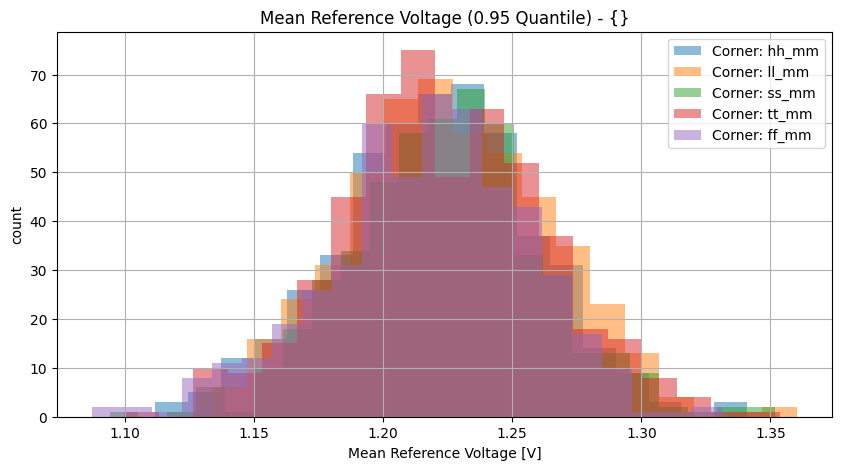 Mean Reference Voltage (0.95 Quantile) - {}
Corner: hh_mm
Corner: ll_mm
Corner: ss_mm
Corner: tt_mm
Corner: ff_mm
count
70
60
50
40
30
20
10
0
1.10 1.15 1.20 1.25 1.30 1.35
Mean Reference Voltage [V]